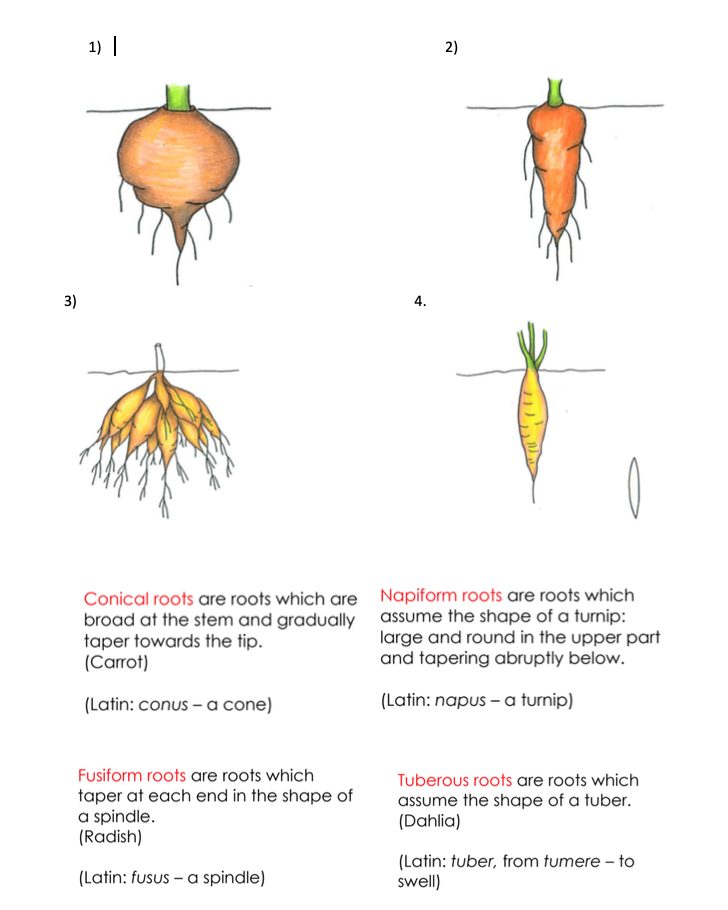 1)
2)
3)
4.
Conical roots are roots which are
broad at the stem and gradually
taper towards the tip.
(Carrot)
(Latin: conus – a cone)
Napiform roots are roots which
assume the shape of a turnip:
large and round in the upper part
and tapering abruptly below.
(Latin: napus – a turnip)
Fusiform roots are roots which
taper at each end in the shape of
a spindle.
(Radish)
(Latin: fusus – a spindle)
Tuberous roots are roots which
assume the shape of a tuber.
(Dahlia)
(Latin: tuber, from tumere – to
swell)